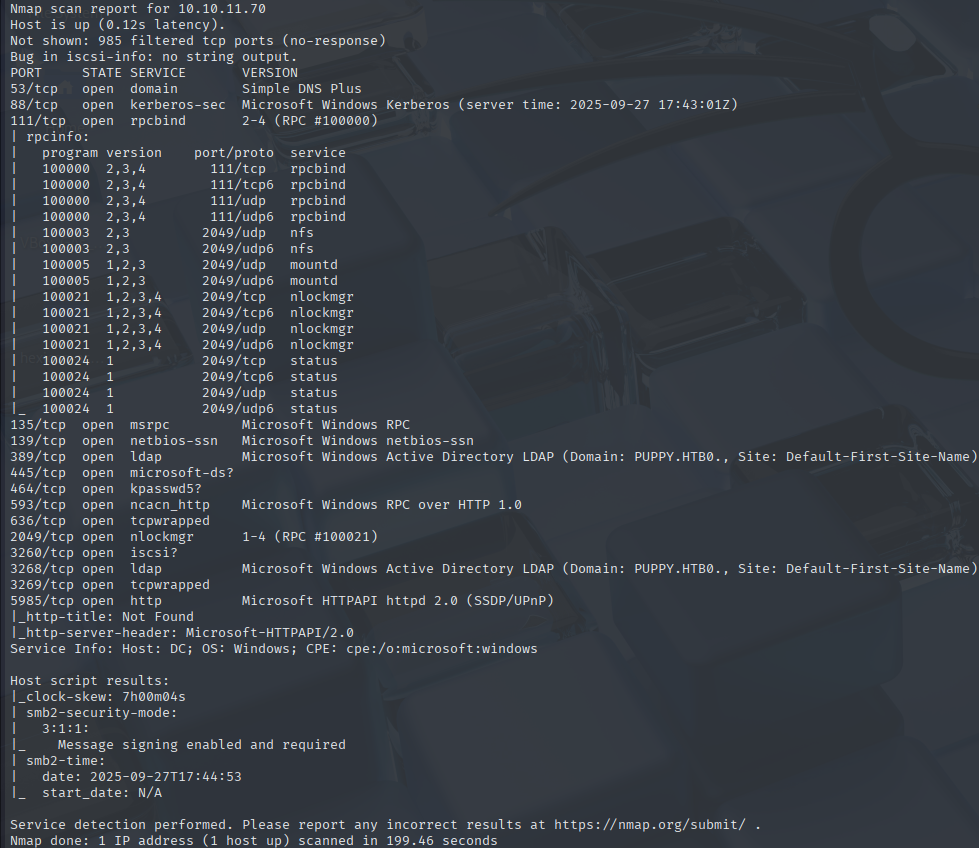 Nmap scan report for 10.10.11.70
Host is up (0.12s latency).
Not shown: 985 filtered tcp ports (no-response)
Bug in iscsi-info: no string output.
PORT     STATE SERVICE       VERSION
53/tcp   open  domain        Simple DNS Plus
88/tcp   open  kerberos-sec  Microsoft Windows Kerberos (server time: 2025-09-27 17:43:01Z)
111/tcp  open  rpcbind       2-4 (RPC #100000)
| rpcinfo:
|   program version    port/proto  service
|   100000  2,3,4        111/tcp   rpcbind
|   100000  2,3,4        111/tcp6  rpcbind
|   100000  2,3,4        111/udp   rpcbind
|   100000  2,3,4        111/udp6  rpcbind
|   100003  2,3         2049/udp   nfs
|   100003  2,3         2049/udp6  nfs
|   100005  1,2,3       2049/udp   mountd
|   100005  1,2,3       2049/udp6  mountd
|   100021  1,2,3,4     2049/tcp   nlockmgr
|   100021  1,2,3,4     2049/tcp6  nlockmgr
|   100021  1,2,3,4     2049/udp   nlockmgr
|   100021  1,2,3,4     2049/udp6  nlockmgr
|   100024  1           2049/tcp   status
|   100024  1           2049/tcp6  status
|   100024  1           2049/udp   status
|_  100024  1           2049/udp6  status
135/tcp  open  msrpc         Microsoft Windows RPC
139/tcp  open  netbios-ssn   Microsoft Windows netbios-ssn
389/tcp  open  ldap          Microsoft Windows Active Directory LDAP (Domain: PUPPY.HTB0., Site: Default-First-Site-Name)
445/tcp  open  microsoft-ds?
464/tcp  open  kpasswd5?
593/tcp  open  ncacn_http    Microsoft Windows RPC over HTTP 1.0
636/tcp  open  tcpwrapped
2049/tcp open  nlockmgr      1-4 (RPC #100021)
3260/tcp open  iscsi?
3268/tcp open  ldap          Microsoft Windows Active Directory LDAP (Domain: PUPPY.HTB0., Site: Default-First-Site-Name)
3269/tcp open  tcpwrapped
5985/tcp open  http          Microsoft HTTPAPI httpd 2.0 (SSDP/UPnP)
|_http-title: Not Found
|_http-server-header: Microsoft-HTTPAPI/2.0
Service Info: Host: DC; OS: Windows; CPE: cpe:/o:microsoft:windows

Host script results:
|_clock-skew: 7h00m04s
| smb2-security-mode:
|   3:1:1:
|_    Message signing enabled and required
| smb2-time:
|   date: 2025-09-27T17:44:53
|_  start_date: N/A

Service detection performed. Please report any incorrect results at https://nmap.org/submit/ .
Nmap done: 1 IP address (1 host up) scanned in 199.46 seconds